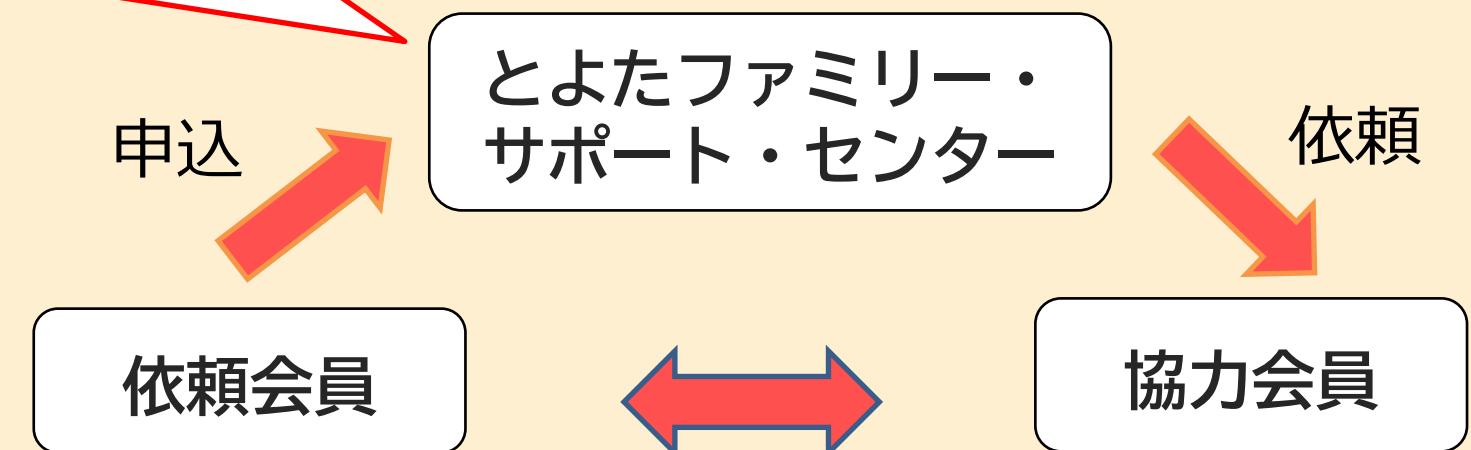 とよたファミリー・
サポート・センター
申込
依頼
依頼会員
協力会員